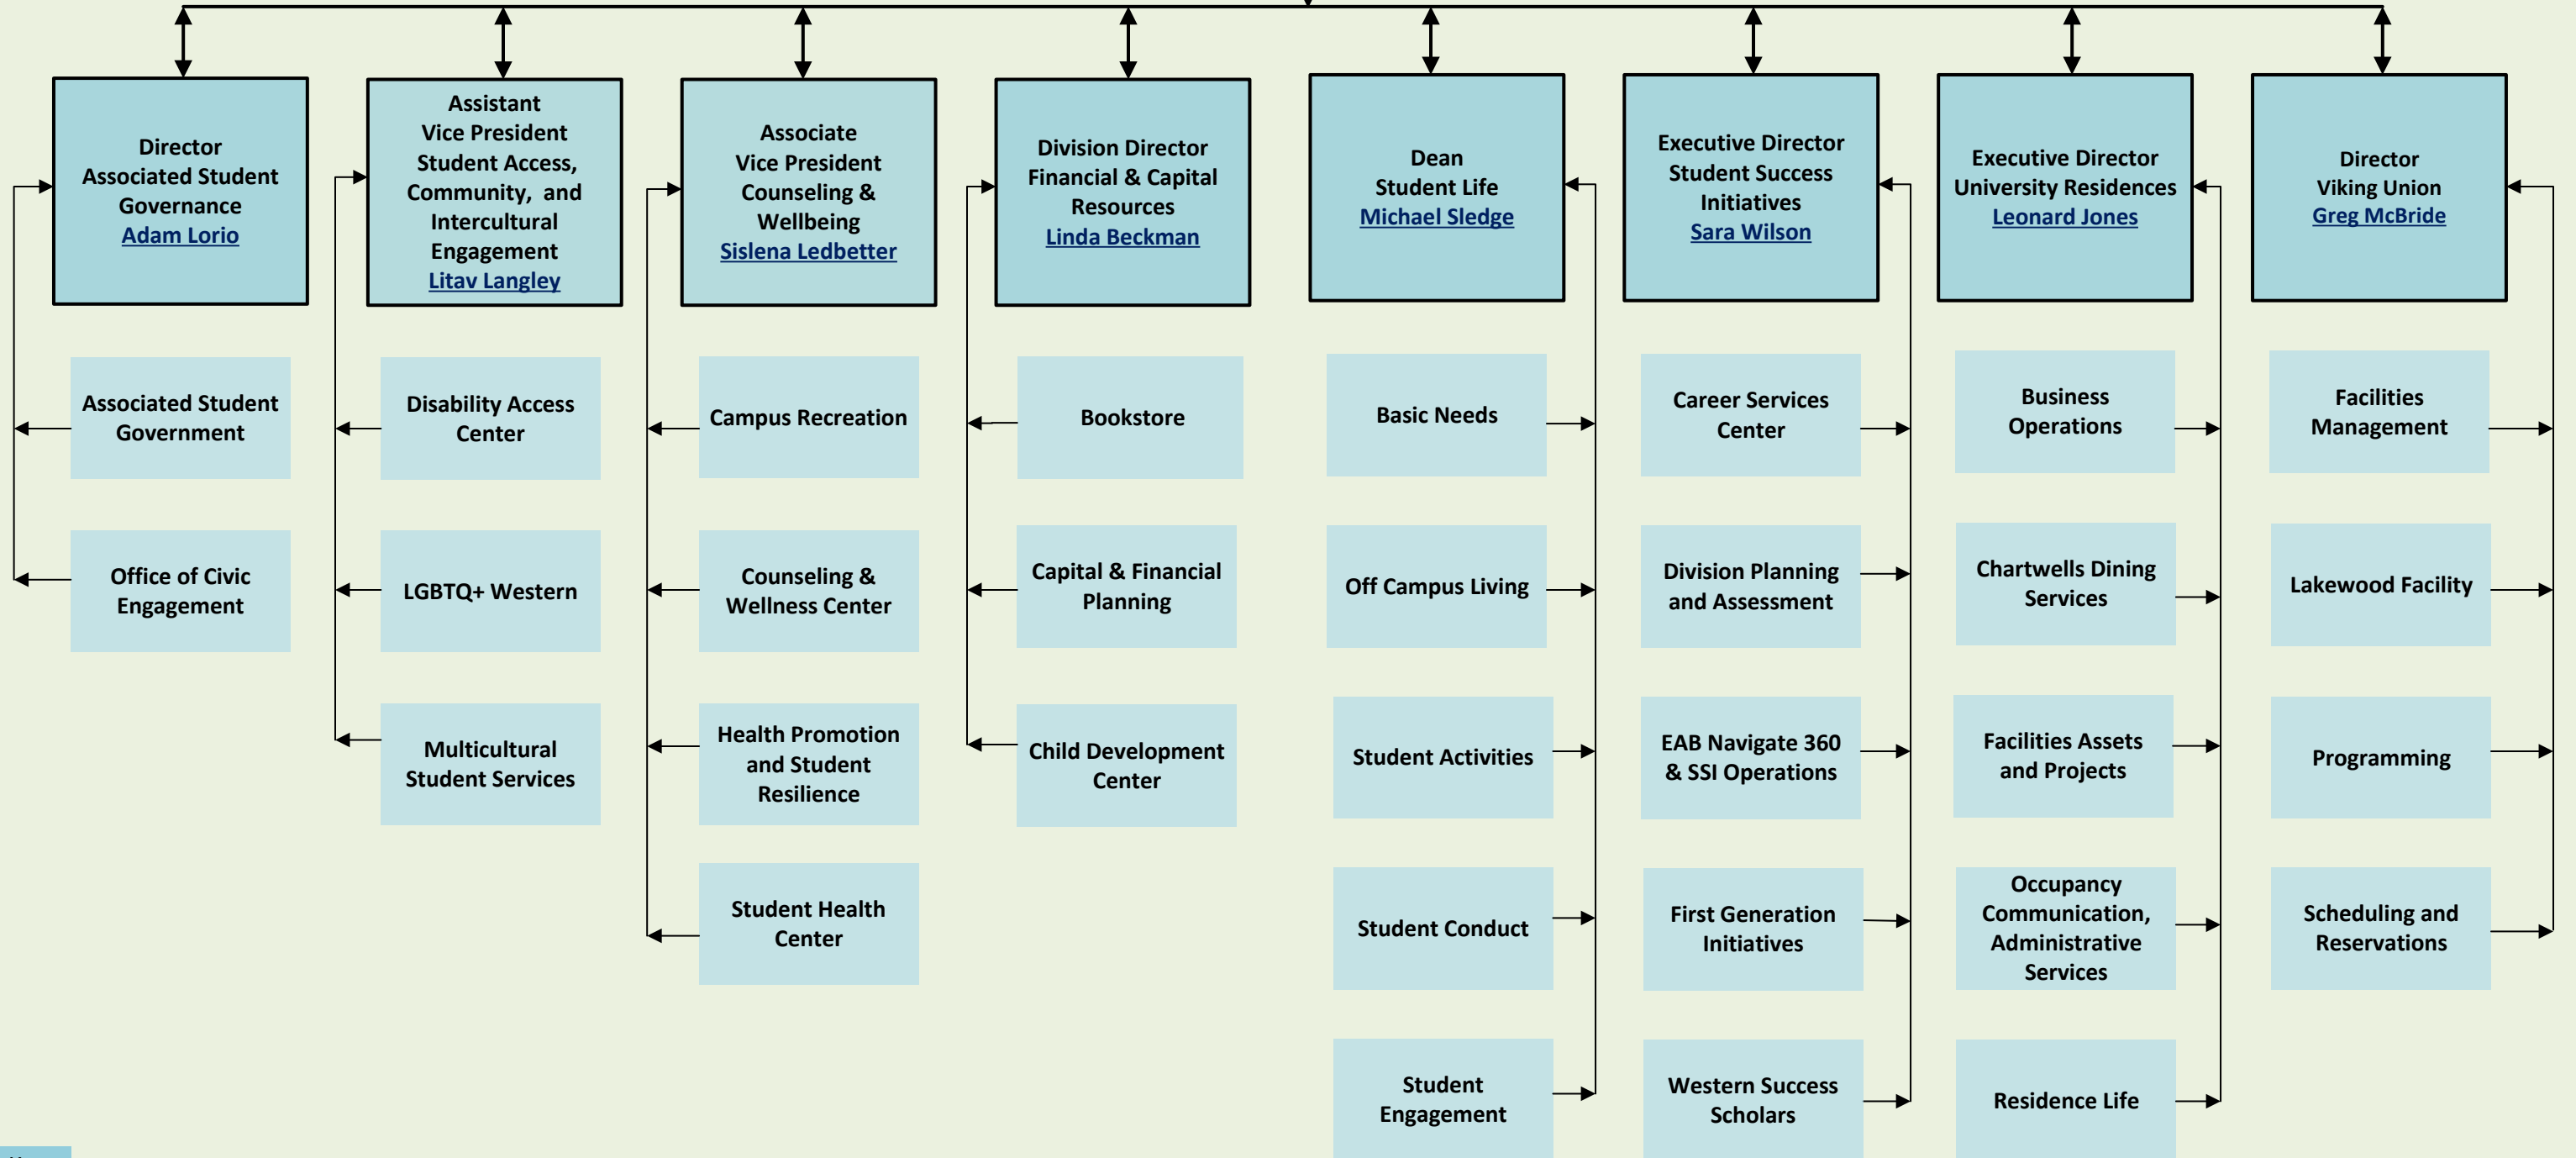 Director
Associated Student
Governance
Adam Lorio
Assistant
Vice President
Student Access,
Community, and
Intercultural
Engagement
Litav Langley
Associate
Vice President
Counseling &
Wellbeing
Sislena Ledbetter
Division Director
Financial & Capital
Resources
Linda Beckman
Dean
Student Life
Michael Sledge
Executive Director
Student Success
Initiatives
Sara Wilson
Executive Director
University Residences
Leonard Jones
Director
Viking Union
Greg McBride
Associated Student
Government
Office of Civic
Engagement
Disability Access
Center
LGBTQ+ Western
Multicultural
Student Services
Campus Recreation
Counseling &
Wellness Center
Health Promotion
and Student
Resilience
Student Health
Center
Bookstore
Capital & Financial
Planning
Child Development
Center
Basic Needs
Off Campus Living
Student Activities
Student Conduct
Student
Engagement
Career Services
Center
Division Planning
and Assessment
EAB Navigate 360
& SSI Operations
First Generation
Initiatives
Western Success
Scholars
Business
Operations
Chartwells Dining
Services
Facilities Assets
and Projects
Occupancy
Communication,
Administrative
Services
Residence Life
Facilities
Management
Lakewood Facility
Programming
Scheduling and
Reservations